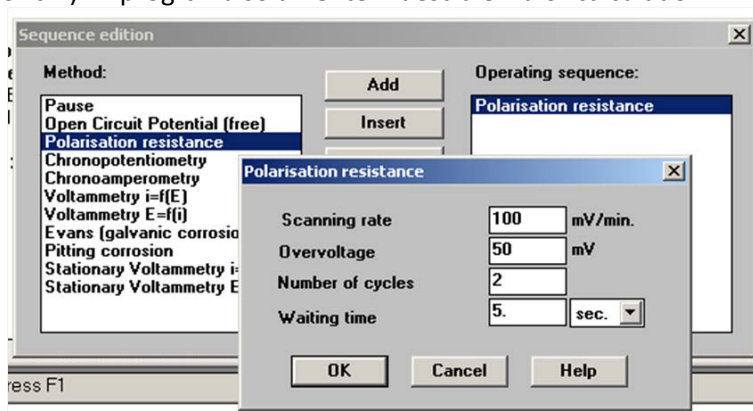 Sequence edition
Method:
Operating sequence:
Add
Pause
Polarisation resistance
Open Circuit Potential (free)
Insert
Polarisation resistance
Chronopotentiometry
Chronoamperometry
Voltammetry i=f(E)
Voltammetry E=f(i)
Evans (galvanic corrosio
Pitting corrosion
Stationary Voltammetry i=
Stationary Voltammetry E
Polarisation resistance
Scanning rate 100 mV/min.
Overvoltage 50 mV
Number of cycles 2
Waiting time 5. sec.
OK Cancel Help
ress F1